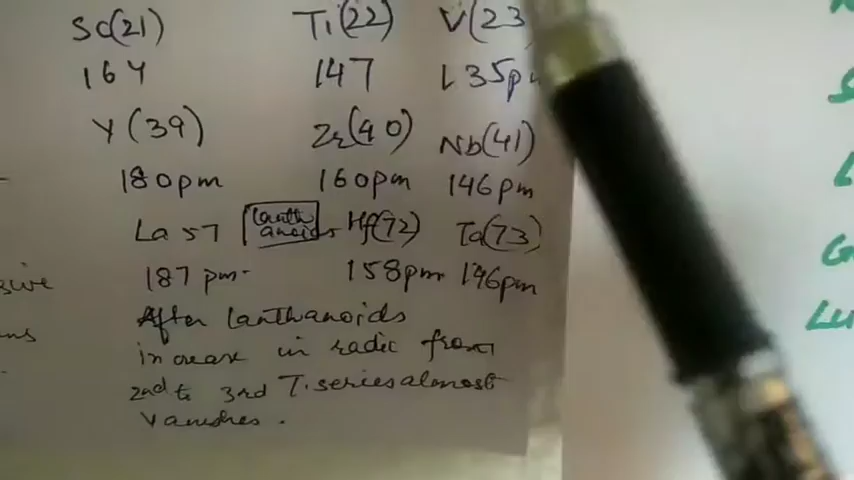 Sc(21) Ti(22) V(23
164 147 135p
Y(39) Zr(40) Nb(41)
180pm 160pm 146pm
La 57 Lanthanoids Hf(72) Ta(73)
187 pm 158pm 146pm
After Lanthanoids
increase in radii from
2nd to 3rd T. series almost
vanishes.